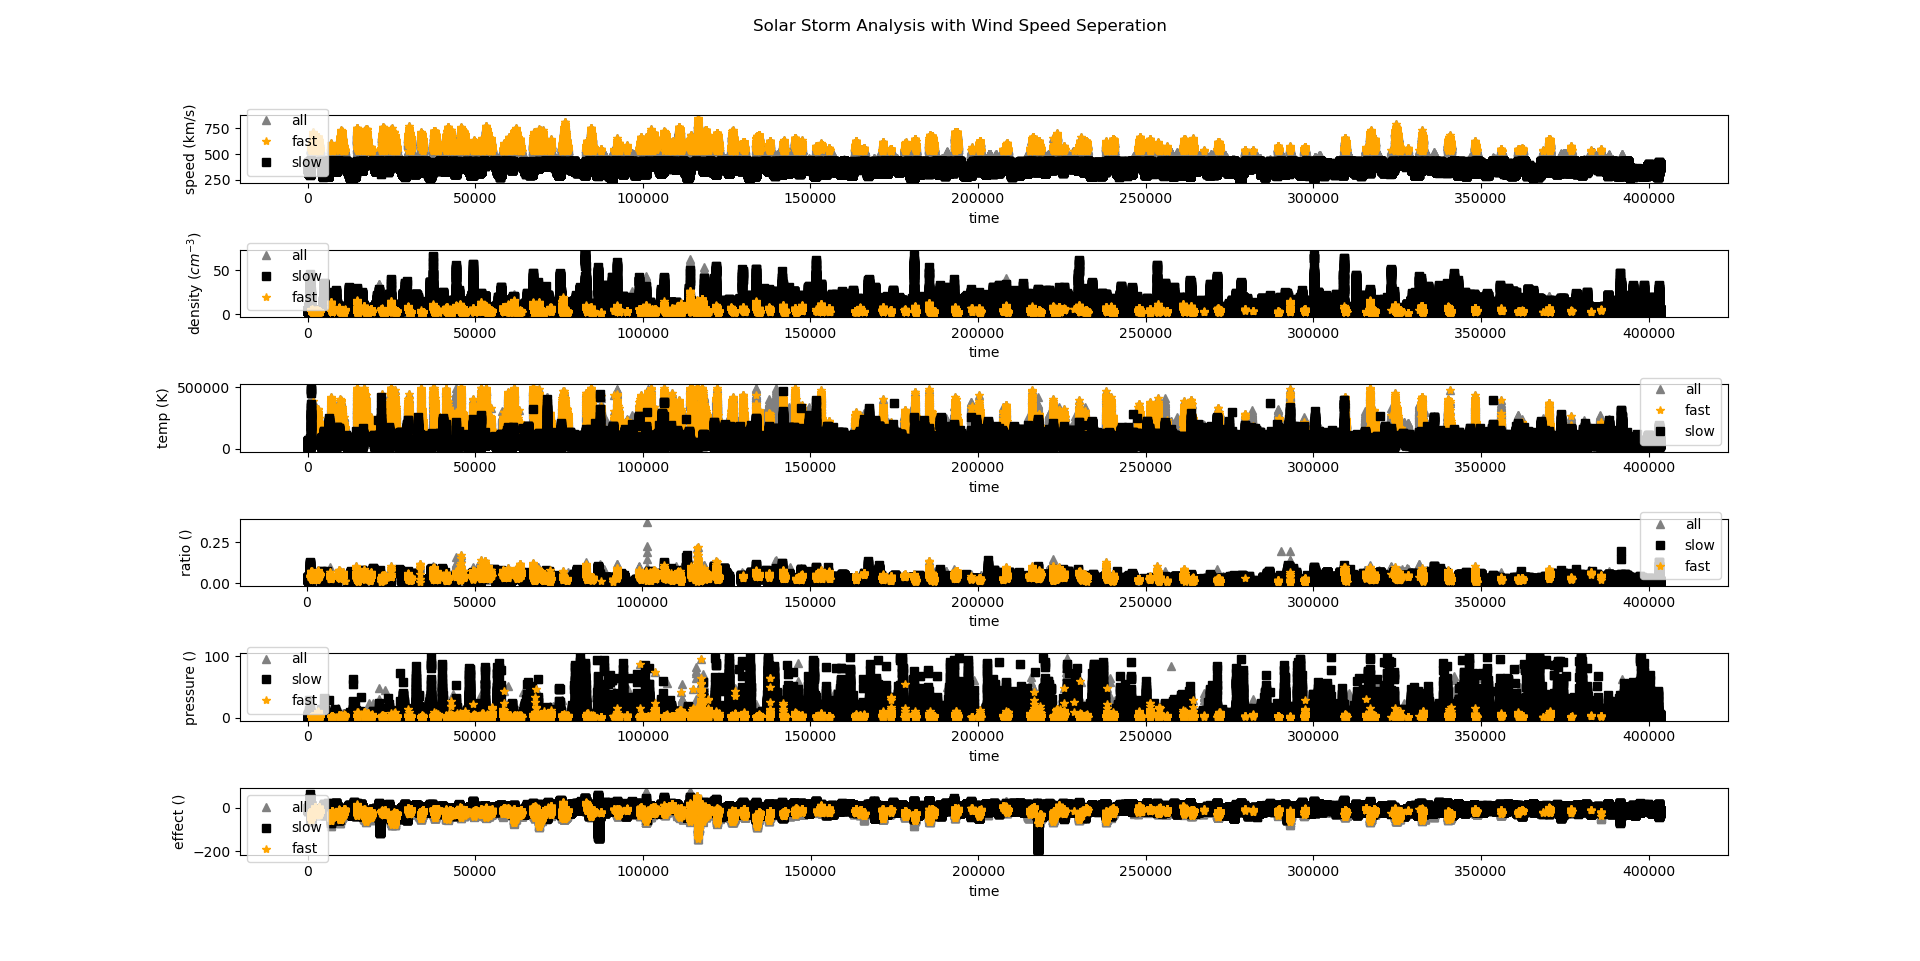 Solar Storm Analysis with Wind Speed Seperation
speed (km/s)
750
500
250
all
fast
slow
0 50000 100000 150000 200000 250000 300000 350000 400000
time
density (cm⁻³)
50
0
all
slow
fast
0 50000 100000 150000 200000 250000 300000 350000 400000
time
temp (K)
500000
0
all
fast
slow
0 50000 100000 150000 200000 250000 300000 350000 400000
time
ratio ()
0.25
0.00
all
slow
fast
0 50000 100000 150000 200000 250000 300000 350000 400000
time
pressure ()
100
0
all
slow
fast
0 50000 100000 150000 200000 250000 300000 350000 400000
time
effect ()
0
−200
all
slow
fast
0 50000 100000 150000 200000 250000 300000 350000 400000
time